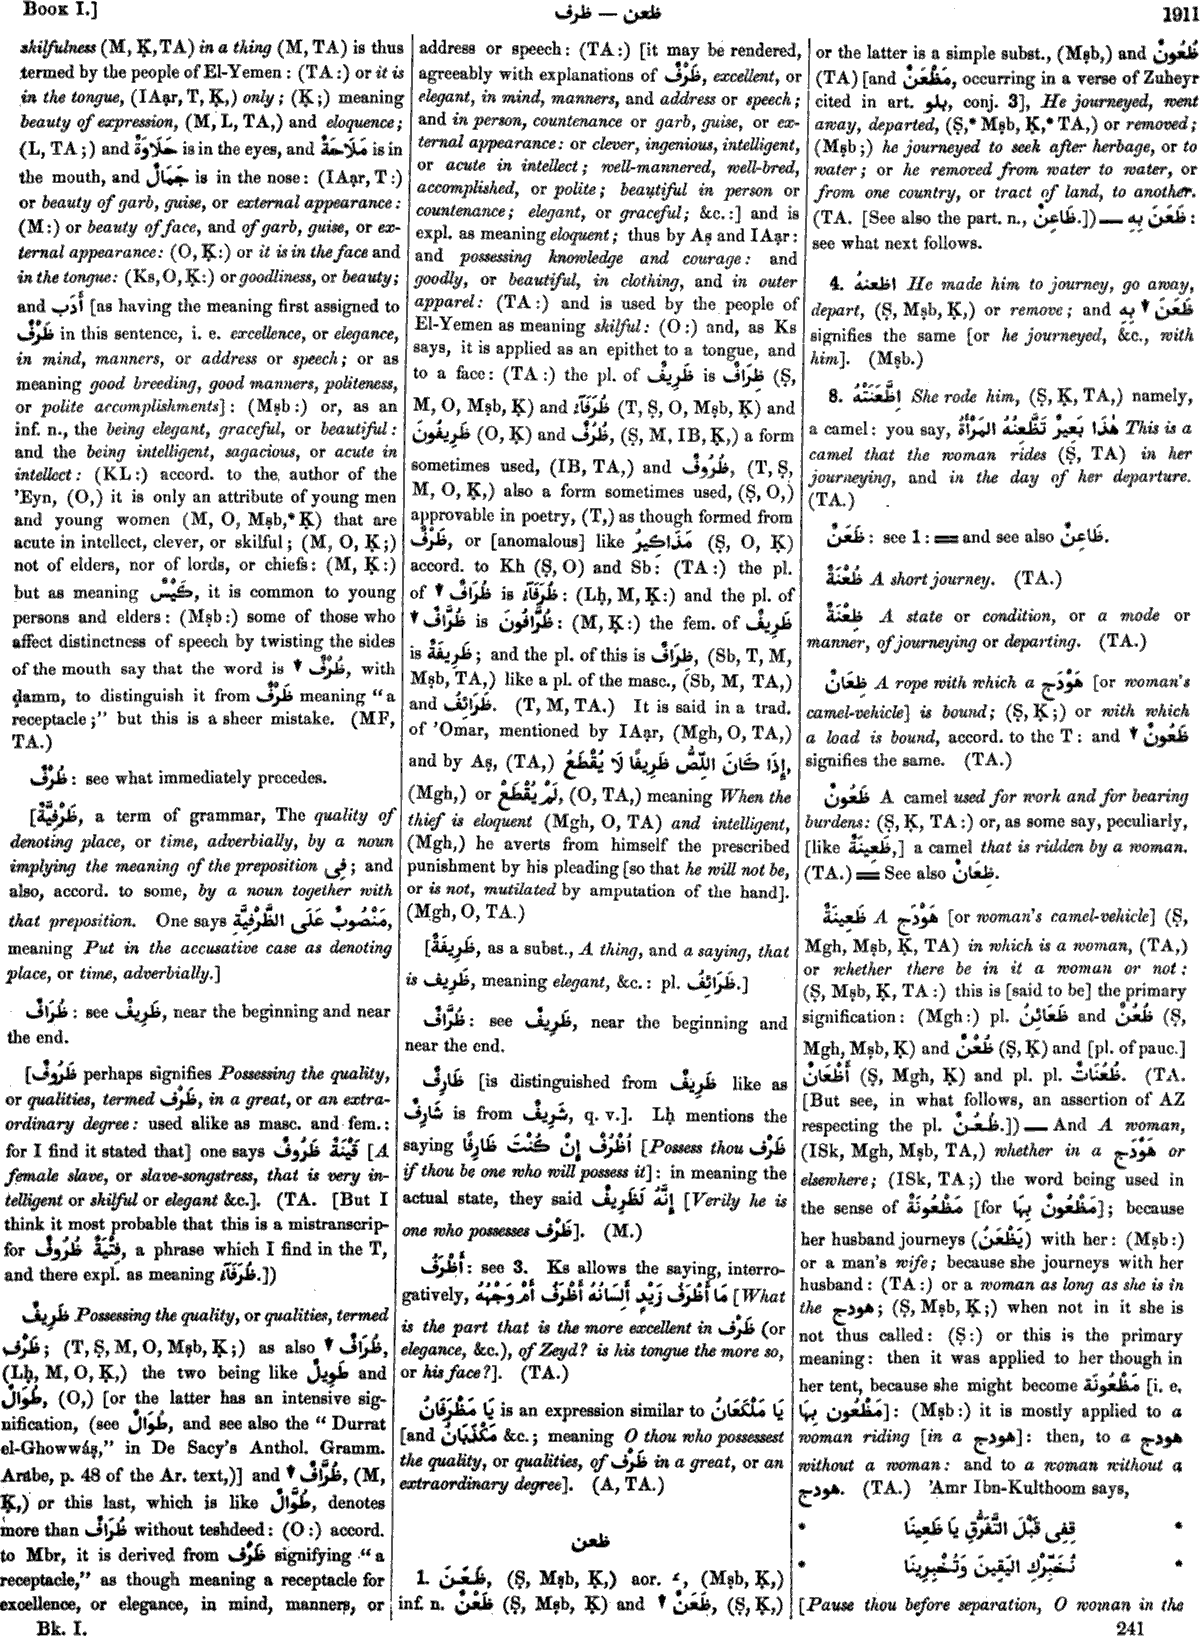 Book I.]
ظرف — ظعن
1911
skilfulness (M, Ḳ, TA) in a thing (M, TA) is thus
termed by the people of El-Yemen : (TA :) or it is
in the tongue, (IAạr, T, Ḳ,) only ; (Ḳ ;) meaning
beauty of expression, (M, L, TA,) and eloquence ;
(L, TA ;) and حَلَاوَةٌ is in the eyes, and مَلَاحَةٌ is in
the mouth, and جَمَالٌ is in the nose : (IAạr, T :)
or beauty of garb, guise, or external appearance :
(M :) or beauty of face, and of garb, guise, or ex-
ternal appearance : (O, Ḳ :) or it is in the face and
in the tongue : (Ks, O, Ḳ :) or goodliness, or beauty ;
and أَدَب [as having the meaning first assigned to
ظَرْفٌ in this sentence, i. e. excellence, or elegance,
in mind, manners, or address or speech ; or as
meaning good breeding, good manners, politeness,
or polite accomplishments] : (Mṣb :) or, as an
inf. n., the being elegant, graceful, or beautiful :
and the being intelligent, sagacious, or acute in
intellect : (KL :) accord. to the author of the
'Eyn, (O,) it is only an attribute of young men
and young women (M, O, Mṣb,* Ḳ) that are
acute in intellect, clever, or skilful ; (M, O, Ḳ ;)
not of elders, nor of lords, or chiefs : (M, Ḳ :)
but as meaning كَيْسٌ, it is common to young
persons and elders : (Mṣb :) some of those who
affect distinctness of speech by twisting the sides
of the mouth say that the word is ▼ ظُرْفٌ, with
ḍamm, to distinguish it from ظَرْفٌ meaning "a
receptacle ;" but this is a sheer mistake. (MF,
TA.)
ظُرْفٌ : see what immediately precedes.
[ظَرْفِيَّةٌ, a term of grammar, The quality of
denoting place, or time, adverbially, by a noun
implying the meaning of the preposition فِى ; and
also, accord. to some, by a noun together with
that preposition. One says مَنْصُوبٌ عَلَى الظَّرْفِيَّةِ,
meaning Put in the accusative case as denoting
place, or time, adverbially.]
ظُرَافٌ : see ظَرِيفٌ, near the beginning and near
the end.
[ظَرُوفٌ perhaps signifies Possessing the quality,
or qualities, termed ظَرْف, in a great, or an extra-
ordinary degree : used alike as masc. and fem. :
for I find it stated that] one says قَيْنَةٌ ظَرُوفٌ [A
female slave, or slave-songstress, that is very in-
telligent or skilful or elegant &c.]. (TA. [But I
think it most probable that this is a mistranscrip-
for فِتْيَةٌ ظُرُوفٌ, a phrase which I find in the T,
and there expl. as meaning ظُرَفَآءُ.])
ظَرِيفٌ Possessing the quality, or qualities, termed
ظَرْف ; (T, Ṣ, M, O, Mṣb, Ḳ ;) as also ▼ ظُرَافٌ,
(Lḥ, M, O, Ḳ,) the two being like طَوِيلٌ and
طُوَالٌ, (O,) [or the latter has an intensive sig-
nification, (see طُوَالٌ, and see also the "Durrat
el-Ghowwáṣ," in De Sacy's Anthol. Gramm.
Arabe, p. 48 of the Ar. text,)] and ▼ ظُرَّافٌ, (M,
Ḳ,) or this last, which is like طُوَّالٌ, denotes
more than ظُرَافٌ without teshdeed : (O :) accord.
to Mbr, it is derived from ظَرْفٌ signifying "a
receptacle," as though meaning a receptacle for
excellence, or elegance, in mind, manners, or
Bk. I.
address or speech : (TA :) [it may be rendered,
agreeably with explanations of ظَرْفٌ, excellent, or
elegant, in mind, manners, and address or speech ;
and in person, countenance or garb, guise, or ex-
ternal appearance : or clever, ingenious, intelligent,
or acute in intellect ; well-mannered, well-bred,
accomplished, or polite ; beautiful in person or
countenance ; elegant, or graceful ; &c. :] and is
expl. as meaning eloquent ; thus by Aṣ and IAạr :
and possessing knowledge and courage : and
goodly, or beautiful, in clothing, and in outer
apparel : (TA :) and is used by the people of
El-Yemen as meaning skilful : (O :) and, as Ks
says, it is applied as an epithet to a tongue, and
to a face : (TA :) the pl. of ظَرِيفٌ is ظِرَافٌ (Ṣ,
M, O, Mṣb, Ḳ) and ظُرَفَآءُ (T, Ṣ, O, Mṣb, Ḳ) and
ظَرِيفُونَ (O, Ḳ) and ظُرُفٌ, (Ṣ, M, IB, Ḳ,) a form
sometimes used, (IB, TA,) and ظُرُوفٌ, (T, Ṣ,
M, O, Ḳ,) also a form sometimes used, (Ṣ, O,)
approvable in poetry, (T,) as though formed from
ظَرْفٌ, or [anomalous] like مَذَاكِيرُ (Ṣ, O, Ḳ)
accord. to Kh (Ṣ, O) and Sb : (TA :) the pl.
of ▼ ظُرَافٌ is ظُرَفَآءُ : (Lḥ, M, Ḳ :) and the pl. of
▼ ظُرَّافٌ is ظُرَّافُونَ : (M, Ḳ :) the fem. of ظَرِيفٌ
is ظَرِيفَةٌ ; and the pl. of this is ظِرَافٌ, (Sb, T, M,
Mṣb, TA,) like a pl. of the masc., (Sb, M, TA,)
and ظَرَائِفُ. (T, M, TA.) It is said in a trad.
of 'Omar, mentioned by IAạr, (Mgh, O, TA,)
and by Aṣ, (TA,) إِذَا كَانَ اللِّصُّ ظَرِيفًا لَا يُقْطَعُ,
(Mgh,) or لَمْ يُقْطَعْ, (O, TA,) meaning When the
thief is eloquent (Mgh, O, TA) and intelligent,
(Mgh,) he averts from himself the prescribed
punishment by his pleading [so that he will not be,
or is not, mutilated by amputation of the hand].
(Mgh, O, TA.)
[ظَرِيفَةٌ, as a subst., A thing, and a saying, that
is ظَرِيف, meaning elegant, &c. : pl. ظَرَائِفُ.]
ظُرَّافٌ : see ظَرِيفٌ, near the beginning and
near the end.
ظَارِفٌ [is distinguished from ظَرِيفٌ like as
شَارِفٌ is from شَرِيفٌ, q. v.]. Lḥ mentions the
saying اُظْرُفْ إِنْ كُنْتَ ظَارِفًا [Possess thou ظَرْف
if thou be one who will possess it] : in meaning the
actual state, they said إِنَّهُ لَظَرِيفٌ [Verily he is
one who possesses ظَرْف]. (M.)
أَظْرَفُ : see 3. Ks allows the saying, interro-
gatively, مَا أَظْرَفُ زَيْدٍ أَلِسَانُهُ أَظْرَفُ أَمْ وَجْهُهُ [What
is the part that is the more excellent in ظَرْف (or
elegance, &c.), of Zeyd? is his tongue the more so,
or his face?]. (TA.)
يَا مَظْرَفَانُ is an expression similar to يَا مَلْكَعَانُ
[and مَكْذَبَانُ &c. ; meaning O thou who possessest
the quality, or qualities, of ظَرْف in a great, or an
extraordinary degree]. (A, TA.)
ظعن
1. ظَعَنَ, (Ṣ, Mṣb, Ḳ,) aor. ـَ, (Mṣb, Ḳ,)
inf. n. ظَعْنٌ (Ṣ, Mṣb, Ḳ) and ▼ ظَعَنٌ, (Ṣ, Ḳ,)
or the latter is a simple subst., (Mṣb,) and ظُعُونٌ
(TA) [and مَظْعَنٌ, occurring in a verse of Zuheyr
cited in art. بلو, conj. 3], He journeyed, went
away, departed, (Ṣ,* Mṣb, Ḳ,* TA,) or removed ;
(Mṣb ;) he journeyed to seek after herbage, or to
water ; or he removed from water to water, or
from one country, or tract of land, to another.
(TA. [See also the part. n., ظَاعِنٌ.]) — ظَعَنَ بِهِ :
see what next follows.
4. اظعنهُ He made him to journey, go away,
depart, (Ṣ, Mṣb, Ḳ,) or remove ; and ▼ ظَعَنَ بِهِ
signifies the same [or he journeyed, &c., with
him]. (Mṣb.)
8. اِظَّعَنَتْهُ She rode him, (Ṣ, Ḳ, TA,) namely,
a camel : you say, هٰذَا بَعِيرٌ تَظَّعِنُهُ المَرْأَةُ This is a
camel that the woman rides (Ṣ, TA) in her
journeying, and in the day of her departure.
(TA.)
ظَعَنٌ : see 1 : = and see also ظَاعِنٌ.
ظُعْنَةٌ A short journey. (TA.)
ظِعْنَةٌ A state or condition, or a mode or
manner, of journeying or departing. (TA.)
ظِعَانٌ A rope with which a هَوْدَج [or woman's
camel-vehicle] is bound ; (Ṣ, Ḳ ;) or with which
a load is bound, accord. to the T : and ▼ ظَعُونٌ
signifies the same. (TA.)
ظَعُونٌ A camel used for work and for bearing
burdens : (Ṣ, Ḳ, TA :) or, as some say, peculiarly,
[like ظَعِينَةٌ,] a camel that is ridden by a woman.
(TA.) = See also ظِعَانٌ.
ظَعِينَةٌ A هَوْدَج [or woman's camel-vehicle] (Ṣ,
Mgh, Mṣb, Ḳ, TA) in which is a woman, (TA,)
or whether there be in it a woman or not :
(Ṣ, Mṣb, Ḳ, TA :) this is [said to be] the primary
signification : (Mgh :) pl. ظَعَائِنُ and ظُعُنٌ (Ṣ,
Mgh, Mṣb, Ḳ) and ظُعْنٌ (Ṣ, Ḳ) and [pl. of pauc.]
أَظْعَانٌ (Ṣ, Mgh, Ḳ) and pl. pl. ظُعُنَاتٌ. (TA.
[But see, in what follows, an assertion of AZ
respecting the pl. ظُعُنٌ.]) — And A woman,
(ISk, Mgh, Mṣb, TA,) whether in a هَوْدَج or
elsewhere ; (ISk, TA ;) the word being used in
the sense of مَظْعُونَةٌ [for مَظْعُونٌ بِهَا] ; because
her husband journeys (يَظْعَنُ) with her : (Mṣb :)
or a man's wife ; because she journeys with her
husband : (TA :) or a woman as long as she is in
the هودج ; (Ṣ, Mṣb, Ḳ ;) when not in it she is
not thus called : (Ṣ :) or this is the primary
meaning : then it was applied to her though in
her tent, because she might become مَظْعُونَة [i. e.
مَظْعُون بِهَا] : (Mṣb :) it is mostly applied to a
woman riding [in a هودج] : then, to a هودج
without a woman : and to a woman without a
هودج. (TA.) 'Amr Ibn-Kulthoom says,
* قِفِى قَبْلَ التَّفَرُّقِ يَا ظَعِينَا *
* نُخَبِّرْكِ اليَقِينَ وَتُخْبِرِينَا *
[Pause thou before separation, O woman in the
241